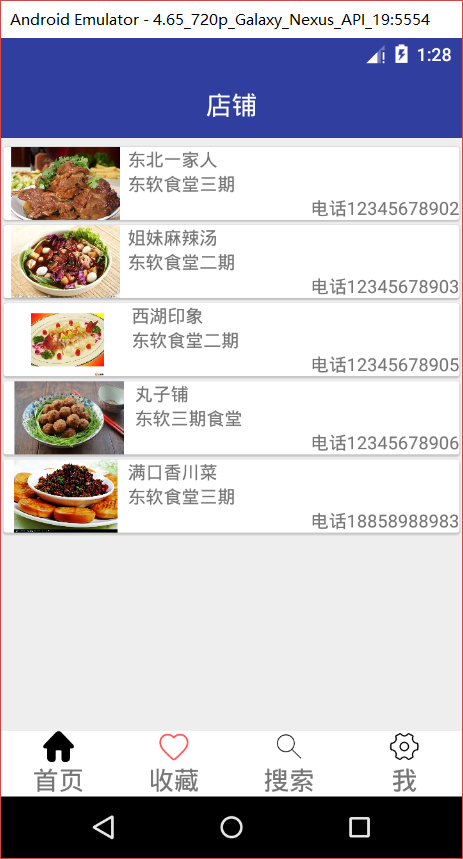 Android Emulator - 4.65_720p_Galaxy_Nexus_API_19:5554
1:28
店铺
东北一家人
东软食堂三期
电话12345678902
姐妹麻辣汤
东软食堂二期
电话12345678903
西湖印象
东软食堂二期
电话12345678905
丸子铺
东软三期食堂
电话12345678906
满口香川菜
东软食堂三期
电话18858988983
首页
收藏
搜索
我